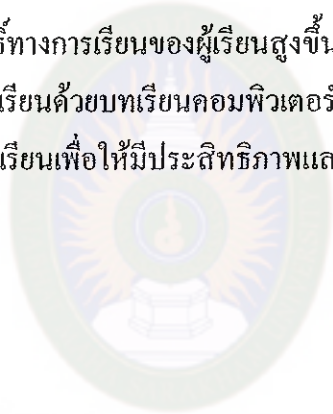 ธิ์ทางการเรียนของผู้เรียนสูงขึ้น
นเรียนด้วยบทเรียนคอมพิวเตอร์
เรียนเพื่อให้มีประสิทธิภาพแล